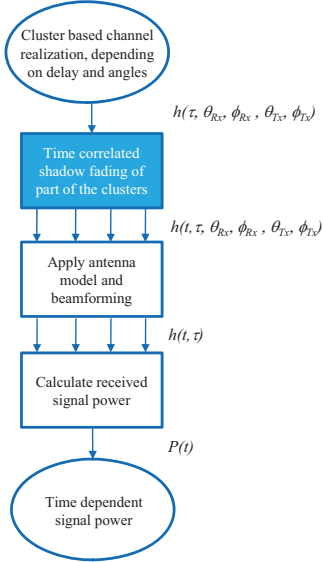 Cluster based channel
realization, depending
on delay and angles
h(τ, θRx, ϕRx , θTx, ϕTx)
Time correlated
shadow fading of
part of the clusters
h(t, τ, θRx, ϕRx , θTx, ϕTx)
Apply antenna
model and
beamforming
h(t, τ)
Calculate received
signal power
P(t)
Time dependent
signal power